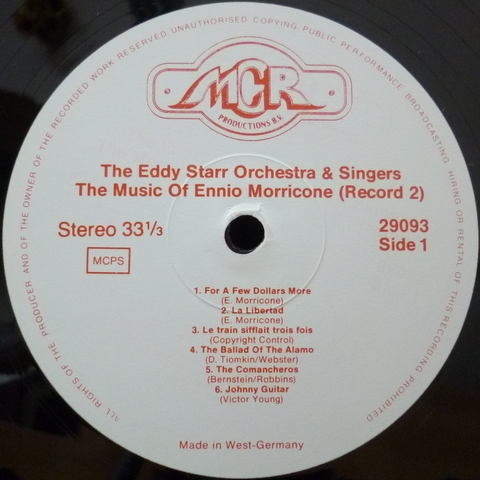 ALL RIGHTS OF THE PRODUCER AND OF THE OWNER OF THE RECORDED WORK RESERVED UNAUTHORISED COPYING PUBLIC PERFORMANCE BROADCASTING HIRING OR RENTAL OF THIS RECORDING PROHIBITED
MCR
PRODUCTIONS B.V.
The Eddy Starr Orchestra & Singers
The Music Of Ennio Morricone (Record 2)
Stereo 33 1/3
29093
Side 1
MCPS
1. For A Few Dollars More
(E. Morricone)
2. La Libertad
(E. Morricone)
3. Le train sifflait trois fois
(Copyright Control)
4. The Ballad Of The Alamo
(D. Tiomkin/Webster)
5. The Comancheros
(Bernstein/Robbins)
6. Johnny Guitar
(Victor Young)
Made in West-Germany